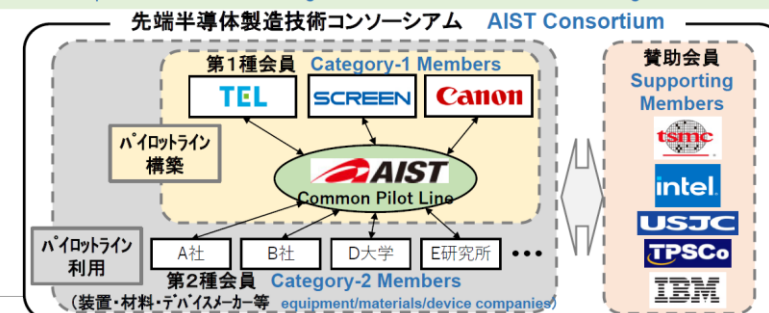 先端半導体製造技術コンソーシアム AIST Consortium
第1種会員 Category-1 Members
TEL
SCREEN
Canon
パイロットライン
構築
AIST
Common Pilot Line
パイロットライン
利用
A社
B社
D大学
E研究所
•••
第2種会員 Category-2 Members
(装置・材料・デバイスメーカー等 equipment/materials/device companies)
賛助会員
Supporting
Members
tsmc
intel
USJC
TPSCo
IBM